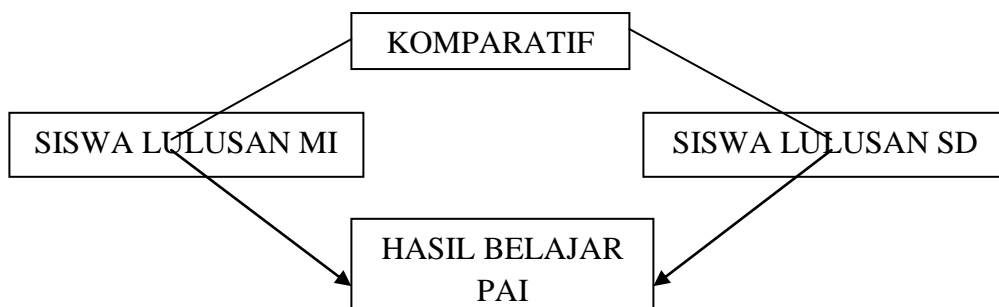 KOMPARATIF
SISWA LULUSAN MI
SISWA LULUSAN SD
HASIL BELAJAR
PAI